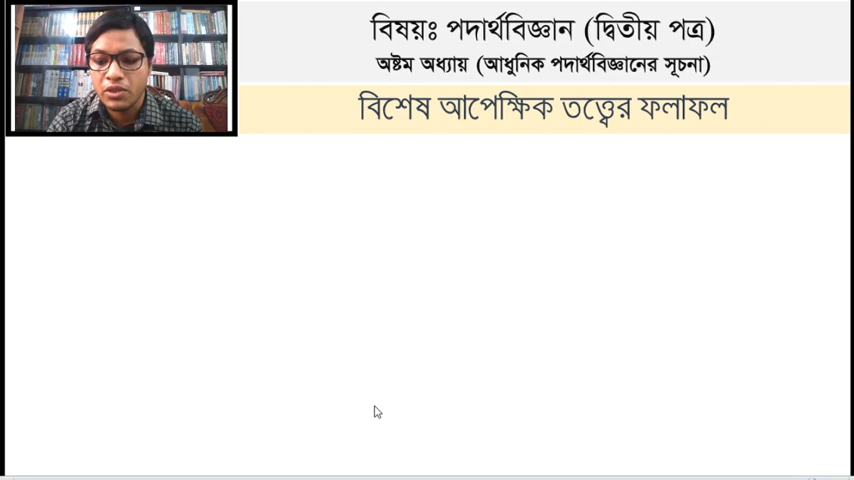 বিষয়ঃ পদার্থবিজ্ঞান (দ্বিতীয় পত্র)
অষ্টম অধ্যায় (আধুনিক পদার্থবিজ্ঞানের সূচনা)
বিশেষ আপেক্ষিক তত্ত্বের ফলাফল